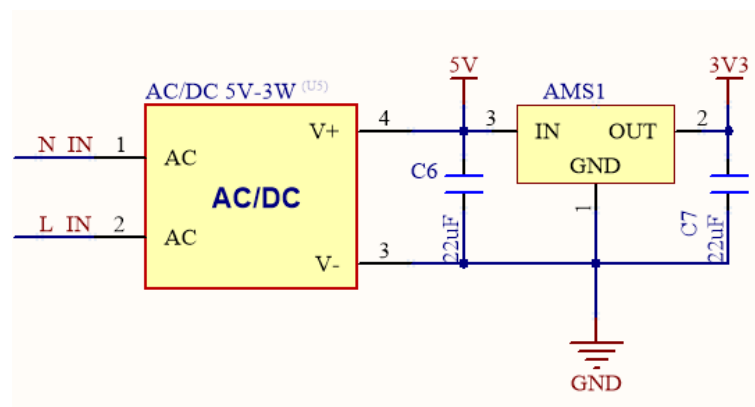 5V
3V3
AC/DC 5V-3W (U5)
AMS1
N IN 1 AC
V+ 4
3 IN OUT 2
GND
C6
22uF
1
C7
22uF
AC/DC
L IN 2 AC
V- 3
GND